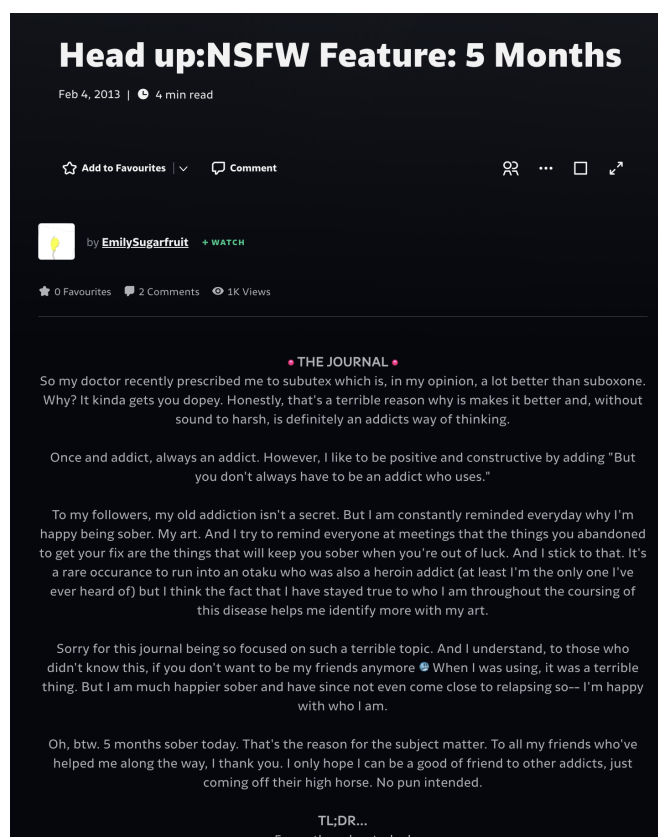 Head up:NSFW Feature: 5 Months
Feb 4, 2013 | 4 min read
Add to Favourites | Comment
by EmilySugarfruit + WATCH
0 Favourites 2 Comments 1K Views
THE JOURNAL
So my doctor recently prescribed me to subutex which is, in my opinion, a lot better than suboxone.
Why? It kinda gets you dopey. Honestly, that's a terrible reason why is makes it better and, without
sound to harsh, is definitely an addicts way of thinking.
Once and addict, always an addict. However, I like to be positive and constructive by adding "But
you don't always have to be an addict who uses."
To my followers, my old addiction isn't a secret. But I am constantly reminded everyday why I'm
happy being sober. My art. And I try to remind everyone at meetings that the things you abandoned
to get your fix are the things that will keep you sober when you're out of luck. And I stick to that. It's
a rare occurance to run into an otaku who was also a heroin addict (at least I'm the only one I've
ever heard of) but I think the fact that I have stayed true to who I am throughout the coursing of
this disease helps me identify more with my art.
Sorry for this journal being so focused on such a terrible topic. And I understand, to those who
didn't know this, if you don't want to be my friends anymore When I was using, it was a terrible
thing. But I am much happier sober and have since not even come close to relapsing so-- I'm happy
with who I am.
Oh, btw. 5 months sober today. That's the reason for the subject matter. To all my friends who've
helped me along the way, I thank you. I only hope I can be a good of friend to other addicts, just
coming off their high horse. No pun intended.
TL;DR...